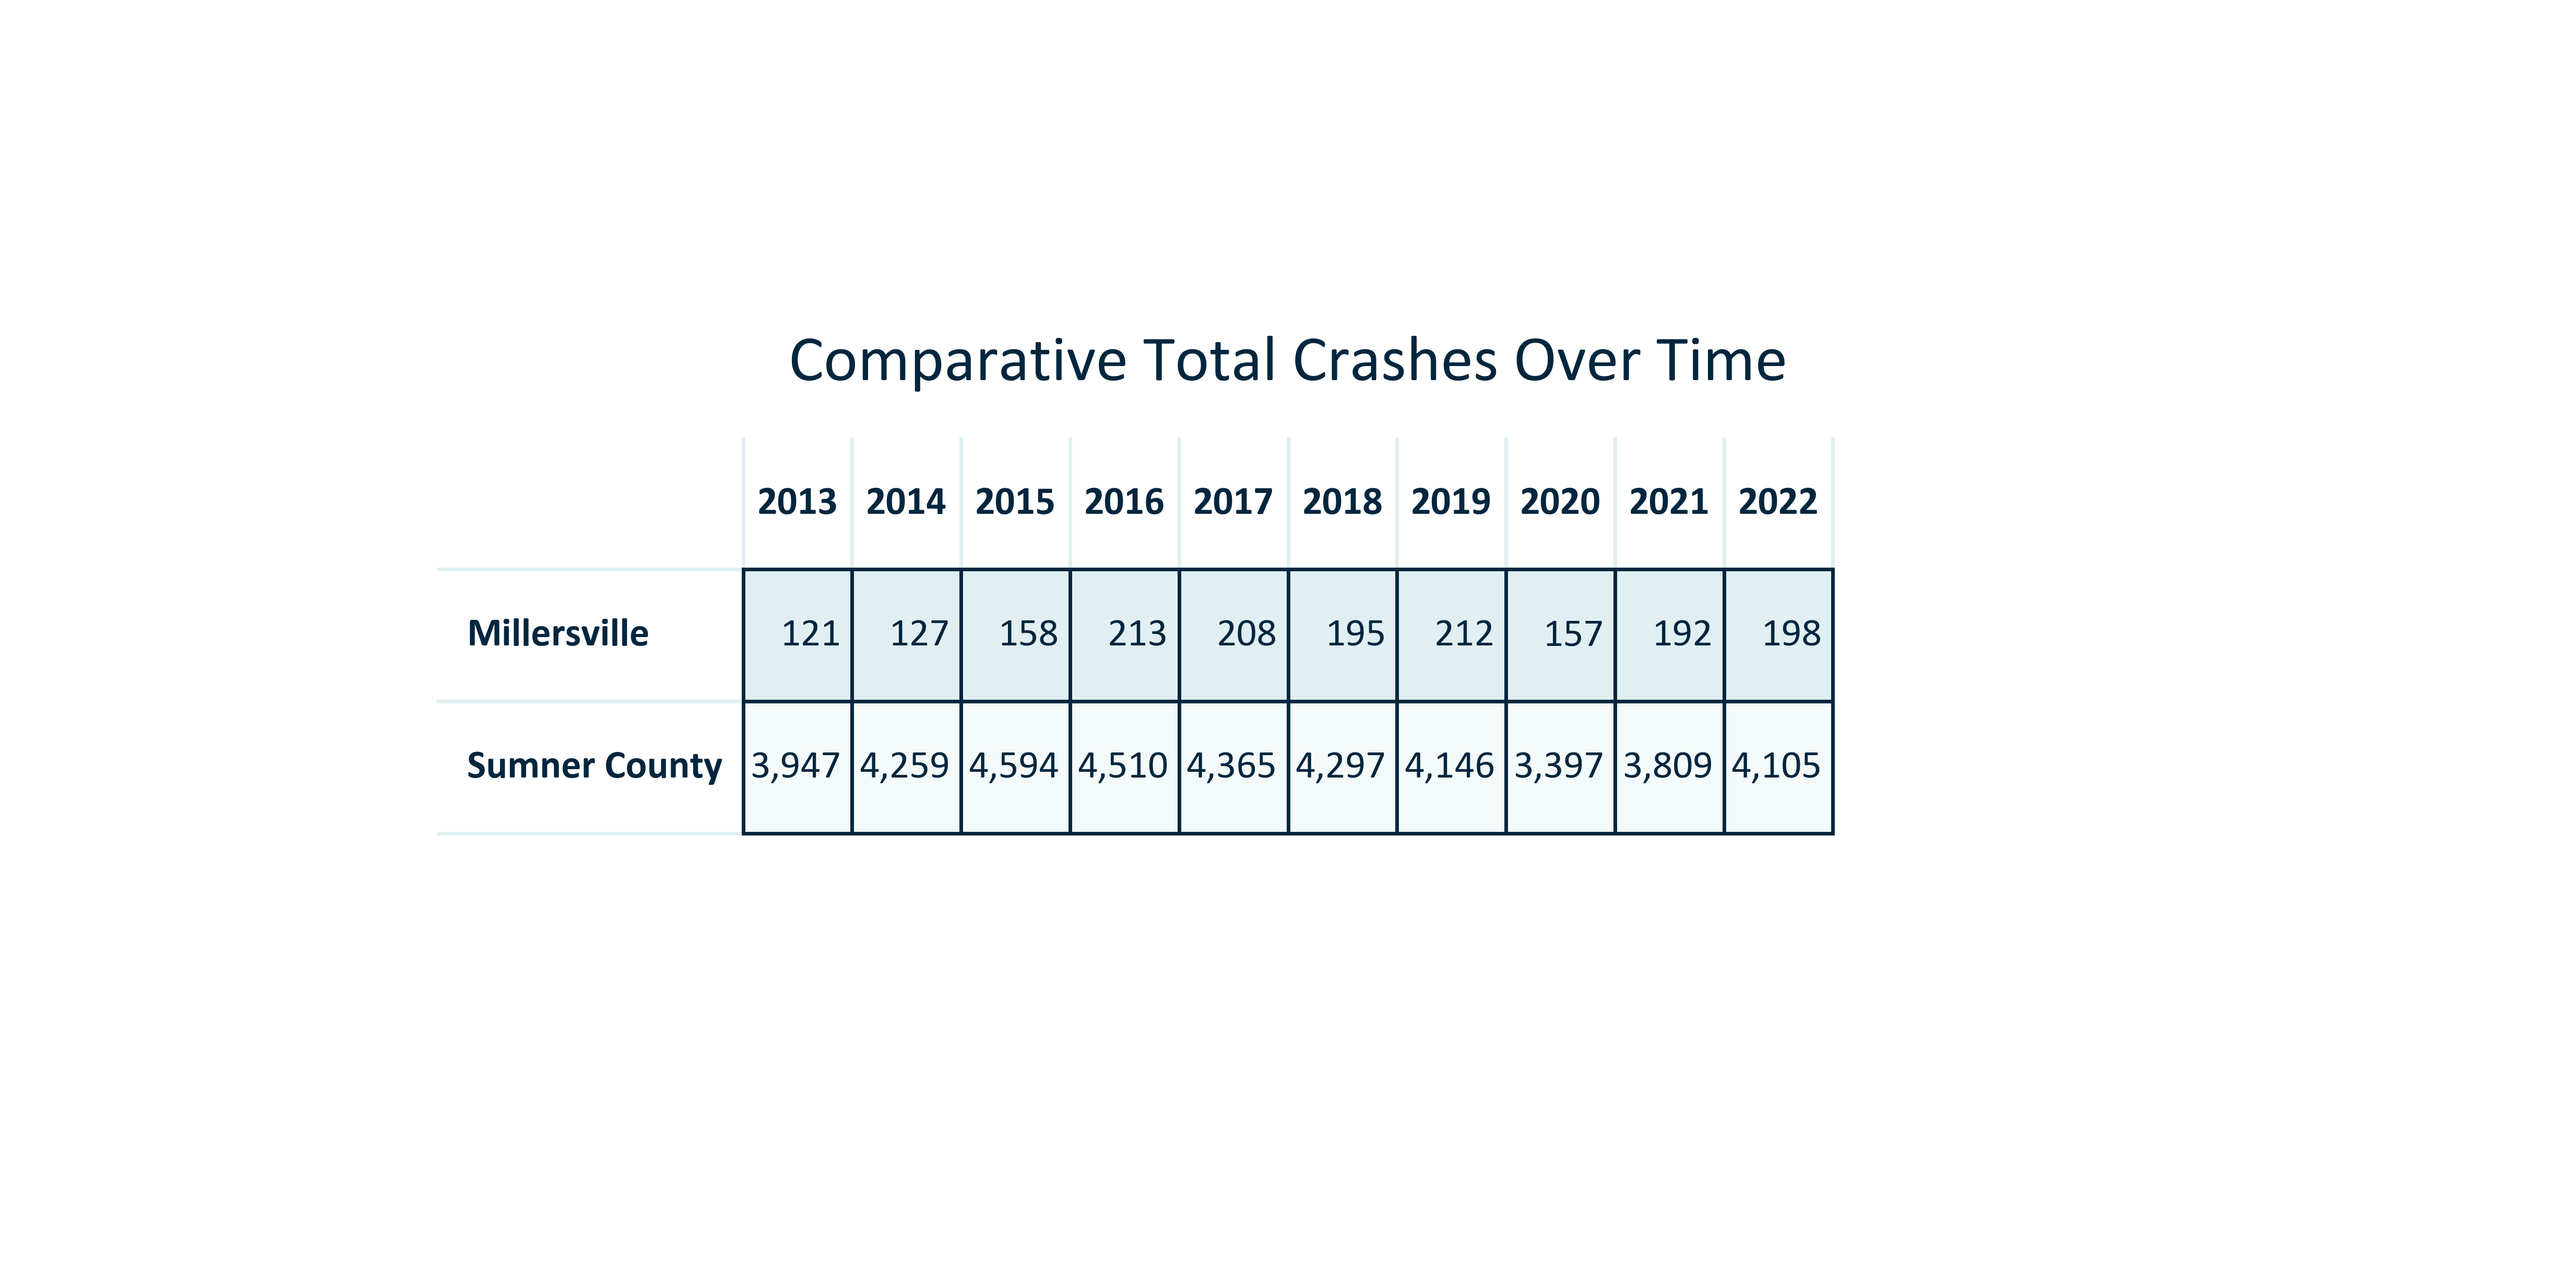 Comparative Total Crashes Over Time
2013 2014 2015 2016 2017 2018 2019 2020 2021 2022
Millersville 121 127 158 213 208 195 212 157 192 198
Sumner County 3,947 4,259 4,594 4,510 4,365 4,297 4,146 3,397 3,809 4,105